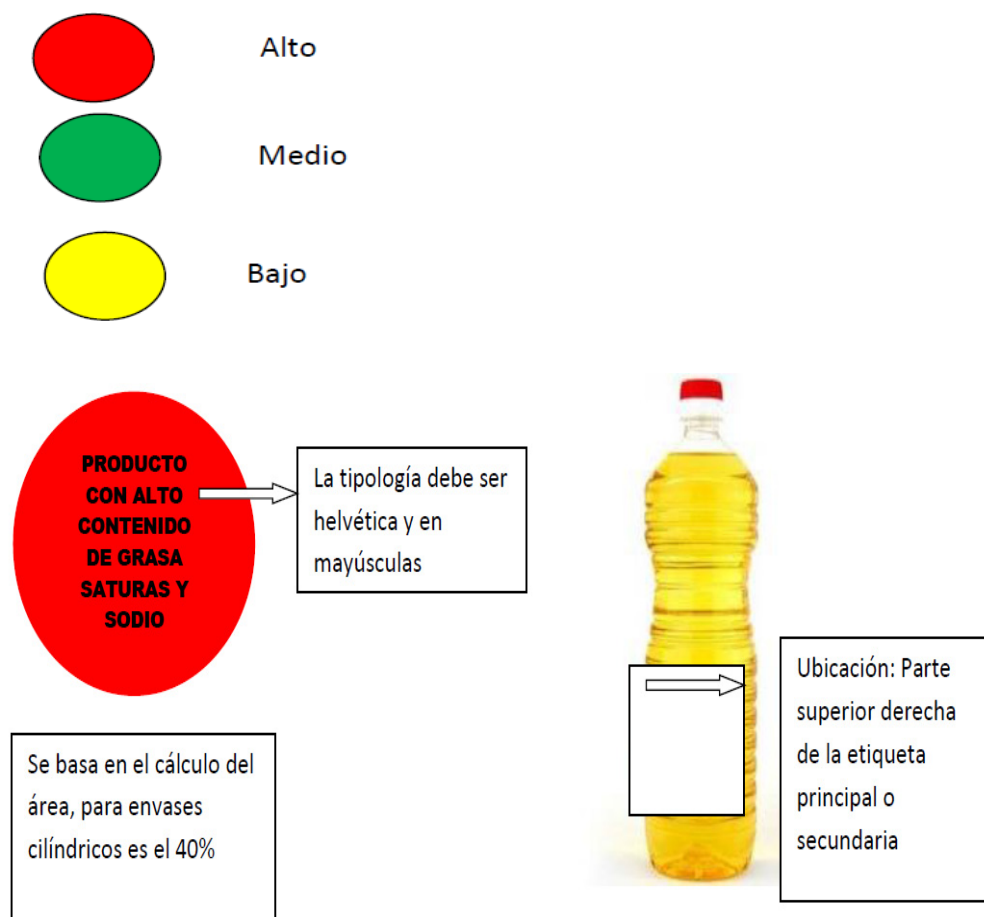 Alto
Medio
Bajo
PRODUCTO
CON ALTO
CONTENIDO
DE GRASA
SATURAS Y
SODIO
La tipología debe ser
helvética y en
mayúsculas
Ubicación: Parte
superior derecha
de la etiqueta
principal o
secundaria
Se basa en el cálculo del
área, para envases
cilíndricos es el 40%